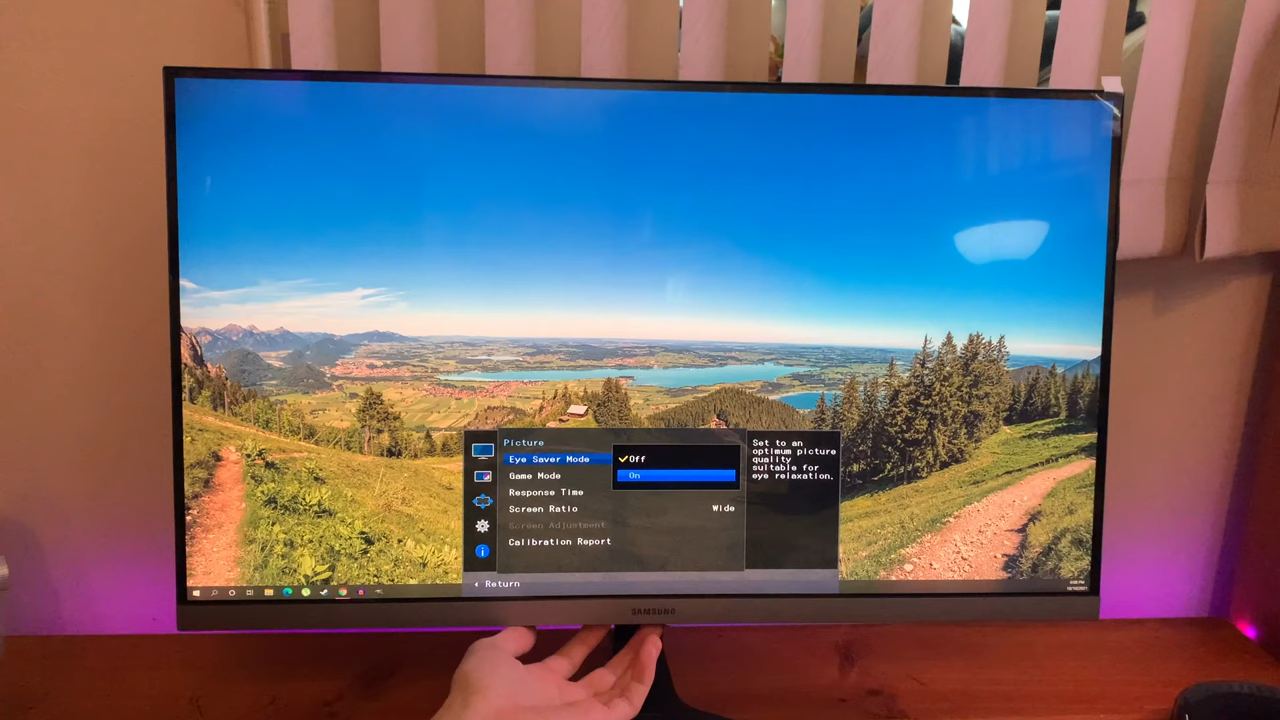 Picture
Eye Saver Mode
Off
On
Game Mode
Response Time
Screen Ratio Wide
Screen Adjustment
Calibration Report
Return
Set to an
optimum picture
quality
suitable for
eye relaxation.
SAMSUNG